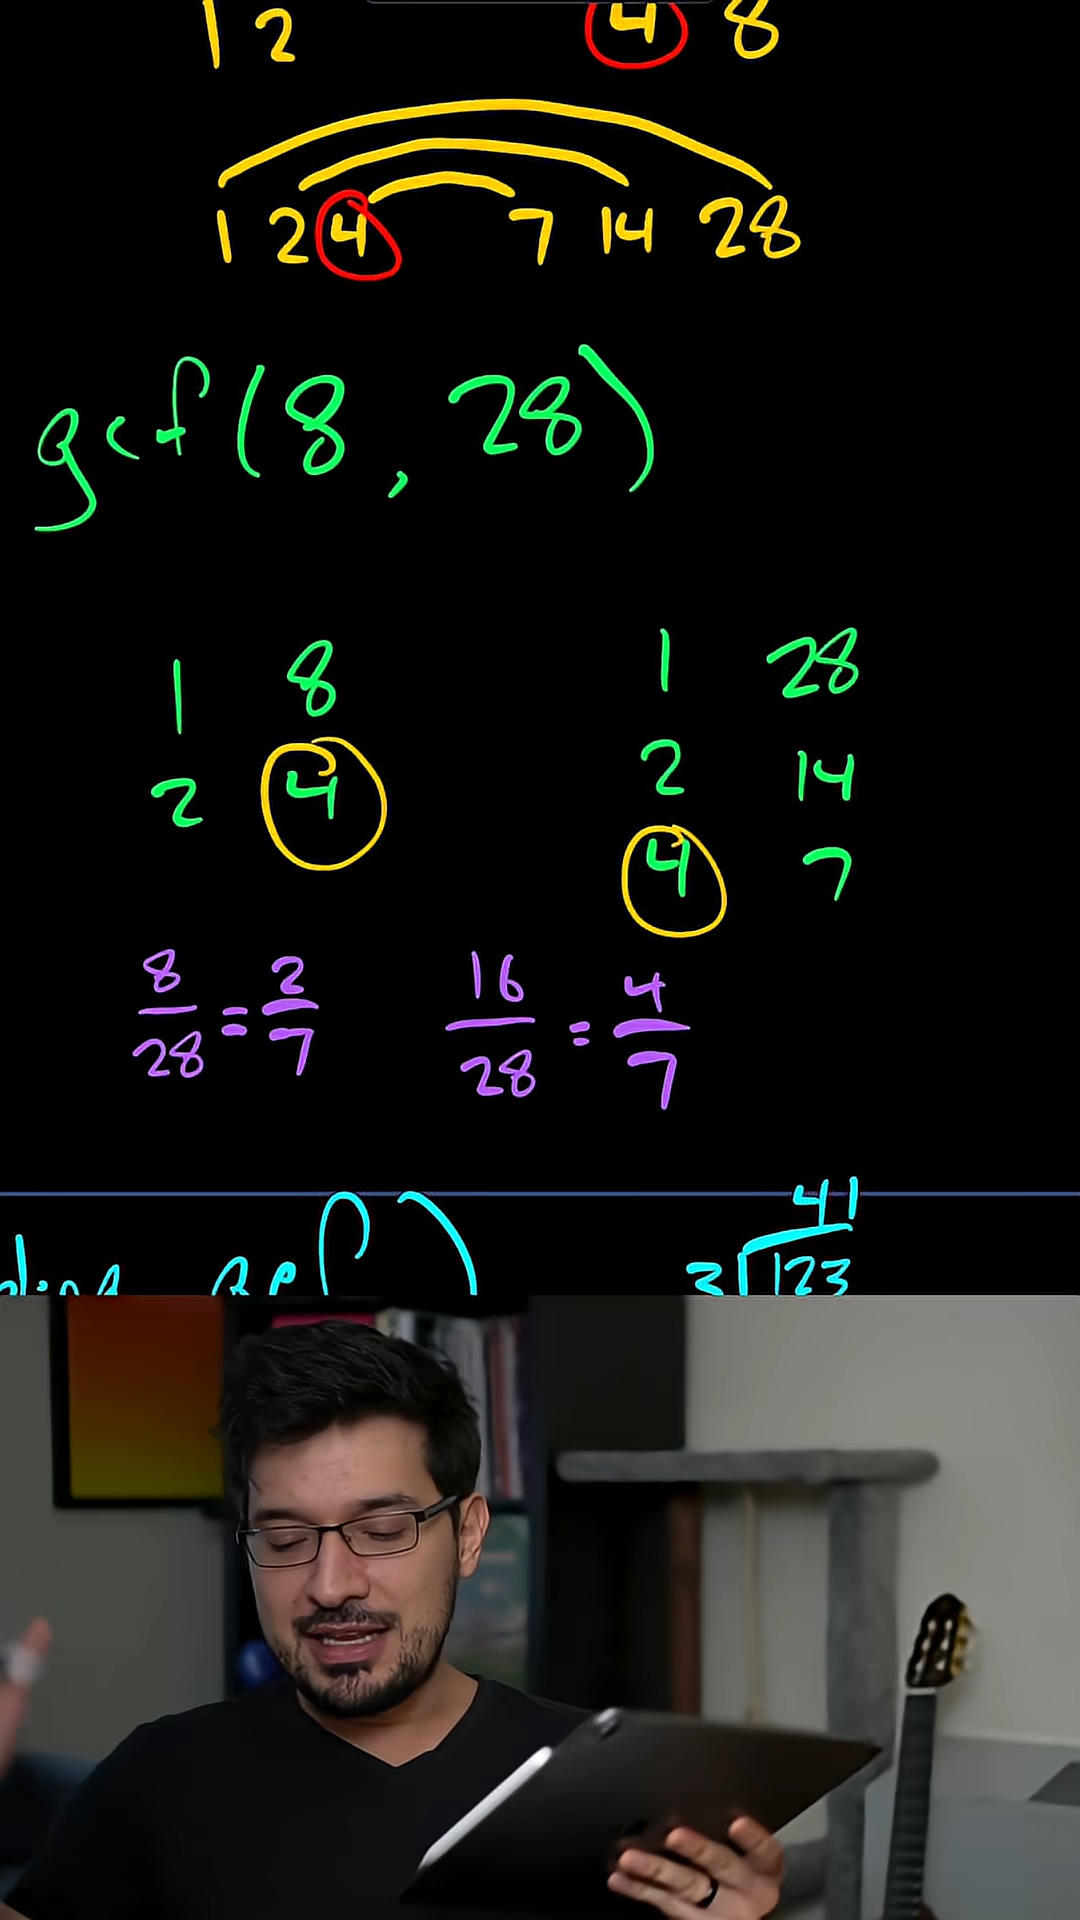 1 2 4 8
1 2 4 7 14 28
gcf(8, 28)
1 8 1 28
2 4 2 14
4 7
8/28 = 2/7 16/28 = 4/7
41
3√123